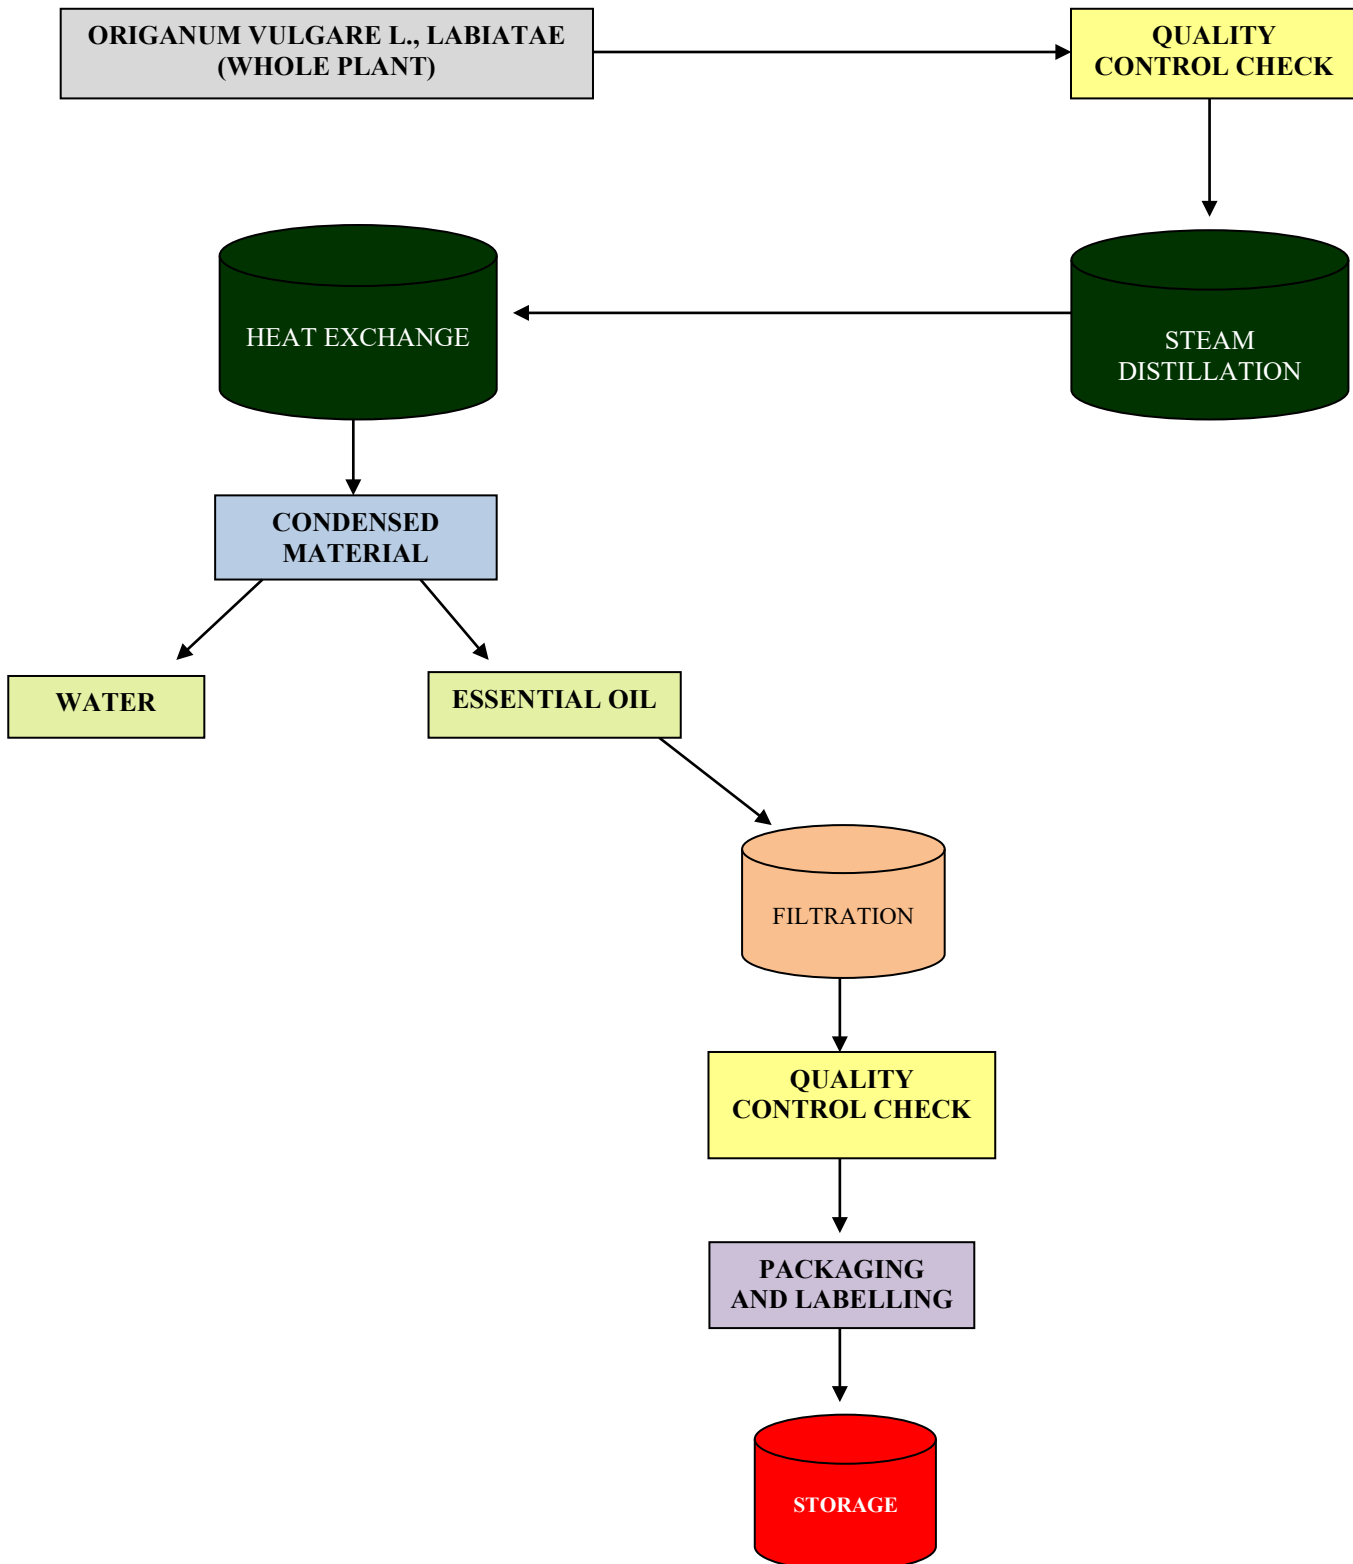 ORIGANUM VULGARE L., LABIATAE
(WHOLE PLANT)
QUALITY
CONTROL CHECK
HEAT EXCHANGE
STEAM
DISTILLATION
CONDENSED
MATERIAL
WATER
ESSENTIAL OIL
FILTRATION
QUALITY
CONTROL CHECK
PACKAGING
AND LABELLING
STORAGE